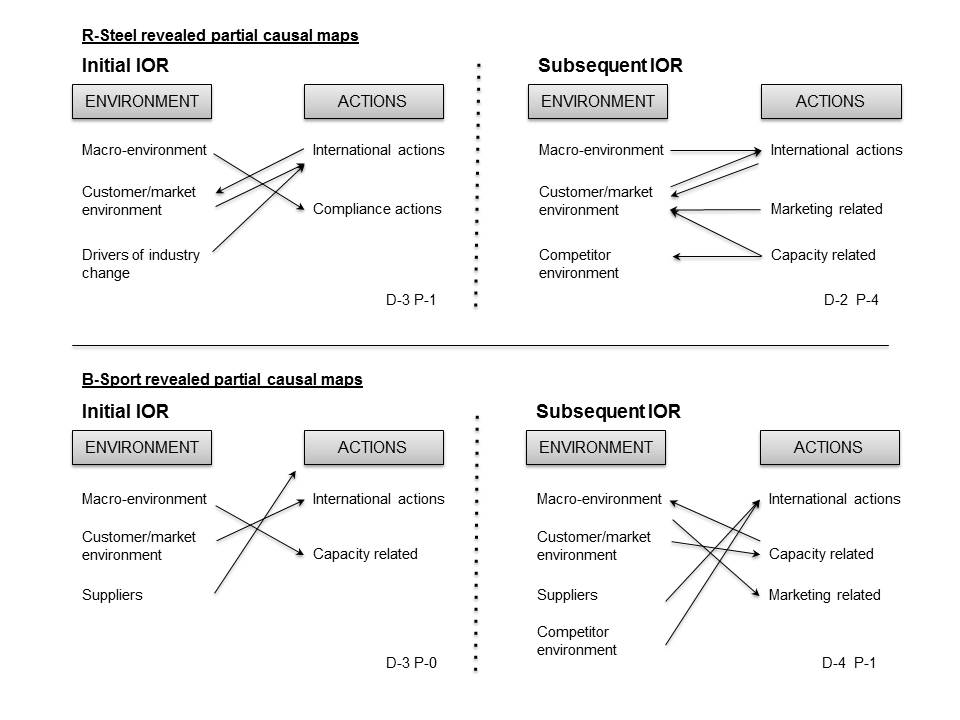 R-Steel revealed partial causal maps
Initial IOR
ENVIRONMENT
ACTIONS
Macro-environment
International actions
Customer/market
environment
Compliance actions
Drivers of industry
change
D-3 P-1
Subsequent IOR
ENVIRONMENT
ACTIONS
Macro-environment
International actions
Customer/market
environment
Marketing related
Competitor
environment
Capacity related
D-2 P-4
B-Sport revealed partial causal maps
Initial IOR
ENVIRONMENT
ACTIONS
Macro-environment
International actions
Customer/market
environment
Capacity related
Suppliers
D-3 P-0
Subsequent IOR
ENVIRONMENT
ACTIONS
Macro-environment
International actions
Customer/market
environment
Capacity related
Suppliers
Marketing related
Competitor
environment
D-4 P-1